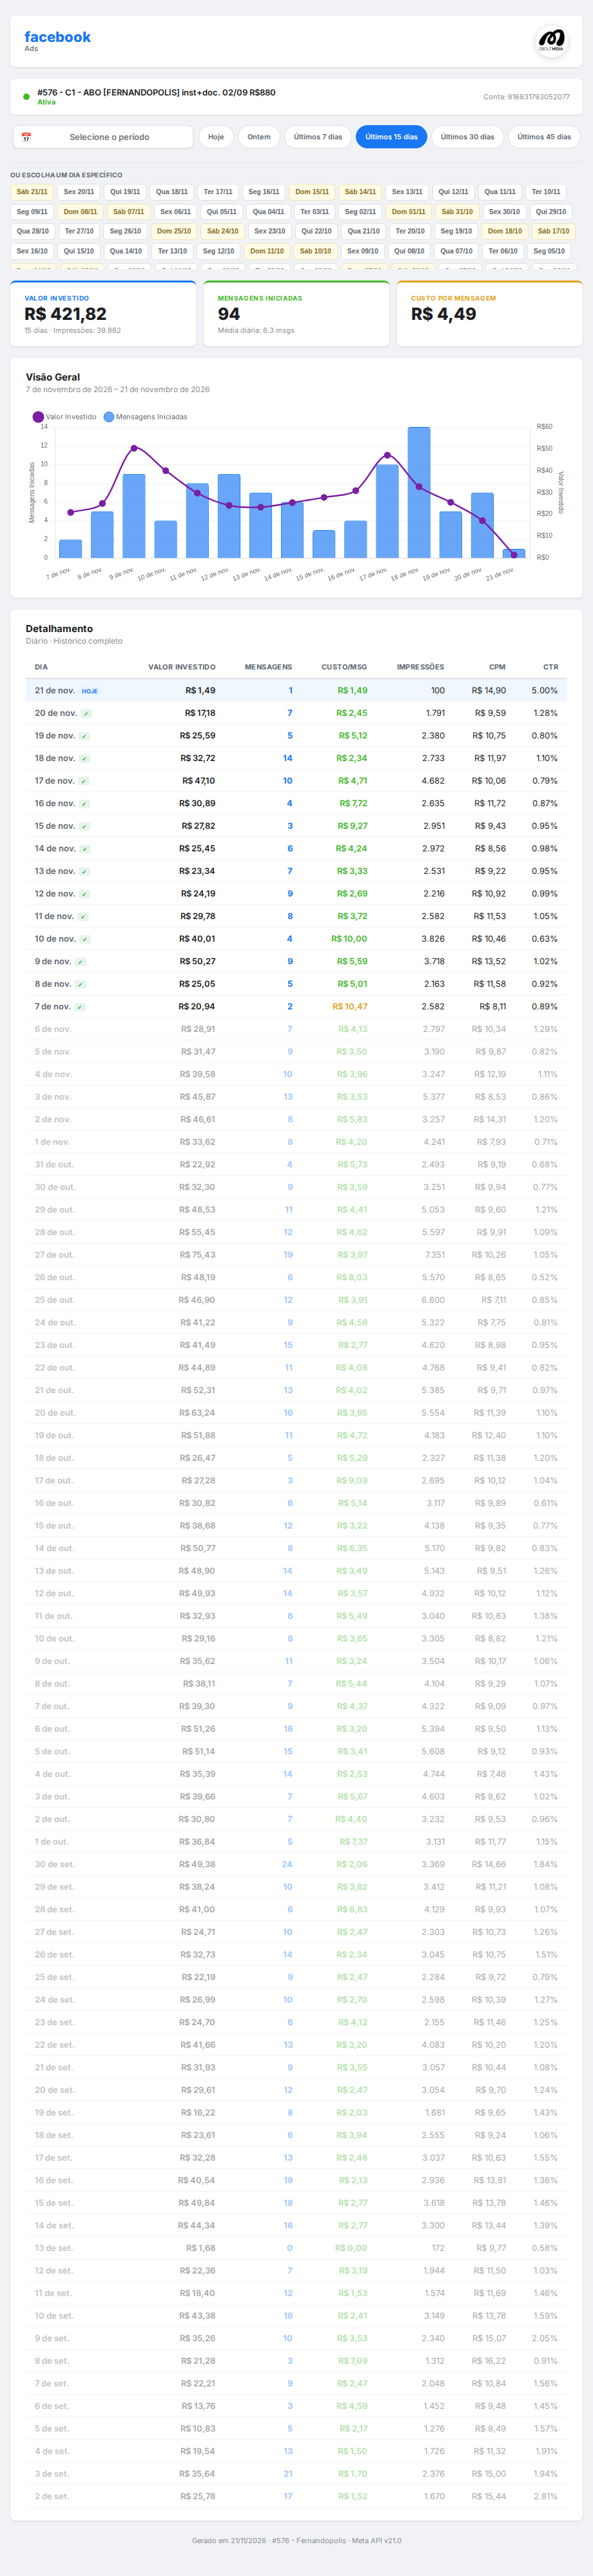 facebook
Ads
ABOUTMÍDIA
#576 - C1 - ABO [FERNANDOPOLIS] inst+doc. 02/09 R$880
Ativa
Conta: 816831793052077
Selecione o período
Hoje Ontem Últimos 7 dias Últimos 15 dias Últimos 30 dias Últimos 45 dias
OU ESCOLHA UM DIA ESPECÍFICO
Sáb 21/11 Sex 20/11 Qui 19/11 Qua 18/11 Ter 17/11 Seg 16/11 Dom 15/11 Sáb 14/11 Sex 13/11 Qui 12/11 Qua 11/11 Ter 10/11
Seg 09/11 Dom 08/11 Sáb 07/11 Sex 06/11 Qui 05/11 Qua 04/11 Ter 03/11 Seg 02/11 Dom 01/11 Sáb 31/10 Sex 30/10 Qui 29/10
Qua 28/10 Ter 27/10 Seg 26/10 Dom 25/10 Sáb 24/10 Sex 23/10 Qui 22/10 Qua 21/10 Ter 20/10 Seg 19/10 Dom 18/10 Sáb 17/10
Sex 16/10 Qui 15/10 Qua 14/10 Ter 13/10 Seg 12/10 Dom 11/10 Sáb 10/10 Sex 09/10 Qui 08/10 Qua 07/10 Ter 06/10 Seg 05/10
VALOR INVESTIDO
R$ 421,82
15 dias · Impressões: 39.862
MENSAGENS INICIADAS
94
Média diária: 6.3 msgs
CUSTO POR MENSAGEM
R$ 4,49
Visão Geral
7 de novembro de 2026 – 21 de novembro de 2026
Valor Investido Mensagens Iniciadas
Mensagens Iniciadas
14
12
10
8
6
4
2
0
R$60
R$50
R$40
R$30
R$20
R$10
R$0
Valor Investido
7 de nov. 8 de nov. 9 de nov. 10 de nov. 11 de nov. 12 de nov. 13 de nov. 14 de nov. 15 de nov. 16 de nov. 17 de nov. 18 de nov. 19 de nov. 20 de nov. 21 de nov.
Detalhamento
Diário · Histórico completo
DIA VALOR INVESTIDO MENSAGENS CUSTO/MSG IMPRESSÕES CPM CTR
21 de nov. HOJE R$ 1,49 1 R$ 1,49 100 R$ 14,90 5.00%
20 de nov. ✓ R$ 17,18 7 R$ 2,45 1.791 R$ 9,59 1.28%
19 de nov. ✓ R$ 25,59 5 R$ 5,12 2.380 R$ 10,75 0.80%
18 de nov. ✓ R$ 32,72 14 R$ 2,34 2.733 R$ 11,97 1.10%
17 de nov. ✓ R$ 47,10 10 R$ 4,71 4.682 R$ 10,06 0.79%
16 de nov. ✓ R$ 30,89 4 R$ 7,72 2.635 R$ 11,72 0.87%
15 de nov. ✓ R$ 27,82 3 R$ 9,27 2.951 R$ 9,43 0.95%
14 de nov. ✓ R$ 25,45 6 R$ 4,24 2.972 R$ 8,56 0.98%
13 de nov. ✓ R$ 23,34 7 R$ 3,33 2.531 R$ 9,22 0.95%
12 de nov. ✓ R$ 24,19 9 R$ 2,69 2.216 R$ 10,92 0.99%
11 de nov. ✓ R$ 29,78 8 R$ 3,72 2.582 R$ 11,53 1.05%
10 de nov. ✓ R$ 40,01 4 R$ 10,00 3.826 R$ 10,46 0.63%
9 de nov. ✓ R$ 50,27 9 R$ 5,59 3.718 R$ 13,52 1.02%
8 de nov. ✓ R$ 25,05 5 R$ 5,01 2.163 R$ 11,58 0.92%
7 de nov. ✓ R$ 20,94 2 R$ 10,47 2.582 R$ 8,11 0.89%
6 de nov. R$ 28,91 7 R$ 4,13 2.797 R$ 10,34 1.29%
5 de nov. R$ 31,47 9 R$ 3,50 3.190 R$ 9,87 0.82%
4 de nov. R$ 39,58 10 R$ 3,96 3.247 R$ 12,19 1.11%
3 de nov. R$ 45,87 13 R$ 3,53 5.377 R$ 8,53 0.86%
2 de nov. R$ 46,61 8 R$ 5,83 3.257 R$ 14,31 1.20%
1 de nov. R$ 33,62 8 R$ 4,20 4.241 R$ 7,93 0.71%
31 de out. R$ 22,92 4 R$ 5,73 2.493 R$ 9,19 0.68%
30 de out. R$ 32,30 9 R$ 3,59 3.251 R$ 9,94 0.77%
29 de out. R$ 48,53 11 R$ 4,41 5.053 R$ 9,60 1.21%
28 de out. R$ 55,45 12 R$ 4,62 5.597 R$ 9,91 1.09%
27 de out. R$ 75,43 19 R$ 3,97 7.351 R$ 10,26 1.05%
26 de out. R$ 48,19 6 R$ 8,03 5.570 R$ 8,65 0.52%
25 de out. R$ 46,90 12 R$ 3,91 6.600 R$ 7,11 0.85%
24 de out. R$ 41,22 9 R$ 4,58 5.322 R$ 7,75 0.81%
23 de out. R$ 41,49 15 R$ 2,77 4.620 R$ 8,98 0.95%
22 de out. R$ 44,89 11 R$ 4,08 4.768 R$ 9,41 0.82%
21 de out. R$ 52,31 13 R$ 4,02 5.385 R$ 9,71 0.97%
20 de out. R$ 63,24 16 R$ 3,95 5.554 R$ 11,39 1.10%
19 de out. R$ 51,88 11 R$ 4,72 4.183 R$ 12,40 1.10%
18 de out. R$ 26,47 5 R$ 5,29 2.327 R$ 11,38 1.20%
17 de out. R$ 27,28 3 R$ 9,09 2.695 R$ 10,12 1.04%
16 de out. R$ 30,82 6 R$ 5,14 3.117 R$ 9,89 0.61%
15 de out. R$ 38,68 12 R$ 3,22 4.138 R$ 9,35 0.77%
14 de out. R$ 50,77 8 R$ 6,35 5.170 R$ 9,82 0.83%
13 de out. R$ 48,90 14 R$ 3,49 5.143 R$ 9,51 1.26%
12 de out. R$ 49,93 14 R$ 3,57 4.932 R$ 10,12 1.12%
11 de out. R$ 32,93 6 R$ 5,49 3.040 R$ 10,83 1.38%
10 de out. R$ 29,16 8 R$ 3,65 3.305 R$ 8,82 1.21%
9 de out. R$ 35,62 11 R$ 3,24 3.504 R$ 10,17 1.06%
8 de out. R$ 38,11 7 R$ 5,44 4.104 R$ 9,29 1.07%
7 de out. R$ 39,30 9 R$ 4,37 4.322 R$ 9,09 0.97%
6 de out. R$ 51,26 16 R$ 3,20 5.394 R$ 9,50 1.13%
5 de out. R$ 51,14 15 R$ 3,41 5.608 R$ 9,12 0.93%
4 de out. R$ 35,39 14 R$ 2,53 4.744 R$ 7,46 1.43%
3 de out. R$ 39,66 7 R$ 5,67 4.603 R$ 8,62 1.02%
2 de out. R$ 30,80 7 R$ 4,40 3.232 R$ 9,53 0.96%
1 de out. R$ 36,84 5 R$ 7,37 3.131 R$ 11,77 1.15%
30 de set. R$ 49,38 24 R$ 2,06 3.369 R$ 14,66 1.84%
29 de set. R$ 38,24 10 R$ 3,82 3.412 R$ 11,21 1.08%
28 de set. R$ 41,00 6 R$ 6,83 4.129 R$ 9,93 1.07%
27 de set. R$ 24,71 10 R$ 2,47 2.303 R$ 10,73 1.26%
26 de set. R$ 32,73 14 R$ 2,34 3.045 R$ 10,75 1.51%
25 de set. R$ 22,19 9 R$ 2,47 2.284 R$ 9,72 0.79%
24 de set. R$ 26,99 10 R$ 2,70 2.598 R$ 10,39 1.27%
23 de set. R$ 24,70 6 R$ 4,12 2.155 R$ 11,46 1.25%
22 de set. R$ 41,66 13 R$ 3,20 4.083 R$ 10,20 1.20%
21 de set. R$ 31,93 9 R$ 3,55 3.057 R$ 10,44 1.08%
20 de set. R$ 29,61 12 R$ 2,47 3.054 R$ 9,70 1.24%
19 de set. R$ 16,22 8 R$ 2,03 1.681 R$ 9,65 1.43%
18 de set. R$ 23,61 6 R$ 3,94 2.555 R$ 9,24 1.06%
17 de set. R$ 32,28 13 R$ 2,48 3.037 R$ 10,63 1.55%
16 de set. R$ 40,54 19 R$ 2,13 2.936 R$ 13,81 1.36%
15 de set. R$ 49,84 18 R$ 2,77 3.618 R$ 13,78 1.46%
14 de set. R$ 44,34 16 R$ 2,77 3.300 R$ 13,44 1.39%
13 de set. R$ 1,68 0 R$ 0,00 172 R$ 9,77 0.58%
12 de set. R$ 22,36 7 R$ 3,19 1.944 R$ 11,50 1.03%
11 de set. R$ 18,40 12 R$ 1,53 1.574 R$ 11,69 1.46%
10 de set. R$ 43,38 18 R$ 2,41 3.149 R$ 13,78 1.59%
9 de set. R$ 35,26 10 R$ 3,53 2.340 R$ 15,07 2.05%
8 de set. R$ 21,28 3 R$ 7,09 1.312 R$ 16,22 0.91%
7 de set. R$ 22,21 9 R$ 2,47 2.048 R$ 10,84 1.56%
6 de set. R$ 13,76 3 R$ 4,59 1.452 R$ 9,48 1.45%
5 de set. R$ 10,83 5 R$ 2,17 1.276 R$ 8,49 1.57%
4 de set. R$ 19,54 13 R$ 1,50 1.726 R$ 11,32 1.91%
3 de set. R$ 35,64 21 R$ 1,70 2.376 R$ 15,00 1.94%
2 de set. R$ 25,78 17 R$ 1,52 1.670 R$ 15,44 2.81%
Gerado em 21/11/2026 · #576 - Fernandopolis · Meta API v21.0